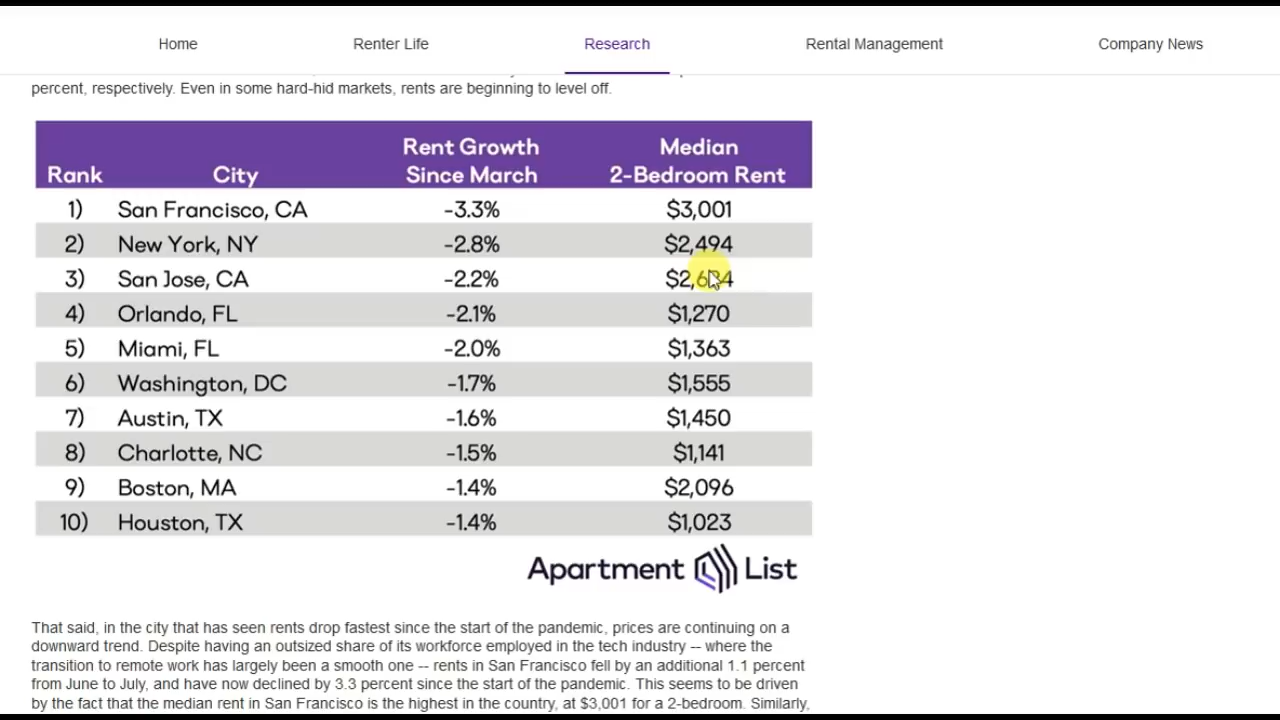 Home Renter Life Research Rental Management Company News
percent, respectively. Even in some hard-hid markets, rents are beginning to level off.
Rank City Rent Growth Since March Median 2-Bedroom Rent
1) San Francisco, CA -3.3% $3,001
2) New York, NY -2.8% $2,494
3) San Jose, CA -2.2%
4) Orlando, FL -2.1% $1,270
5) Miami, FL -2.0% $1,363
6) Washington, DC -1.7% $1,555
7) Austin, TX -1.6% $1,450
8) Charlotte, NC -1.5% $1,141
9) Boston, MA -1.4% $2,096
10) Houston, TX -1.4% $1,023
Apartment List
That said, in the city that has seen rents drop fastest since the start of the pandemic, prices are continuing on a
downward trend. Despite having an outsized share of its workforce employed in the tech industry -- where the
transition to remote work has largely been a smooth one -- rents in San Francisco fell by an additional 1.1 percent
from June to July, and have now declined by 3.3 percent since the start of the pandemic. This seems to be driven
by the fact that the median rent in San Francisco is the highest in the country, at $3,001 for a 2-bedroom. Similarly,